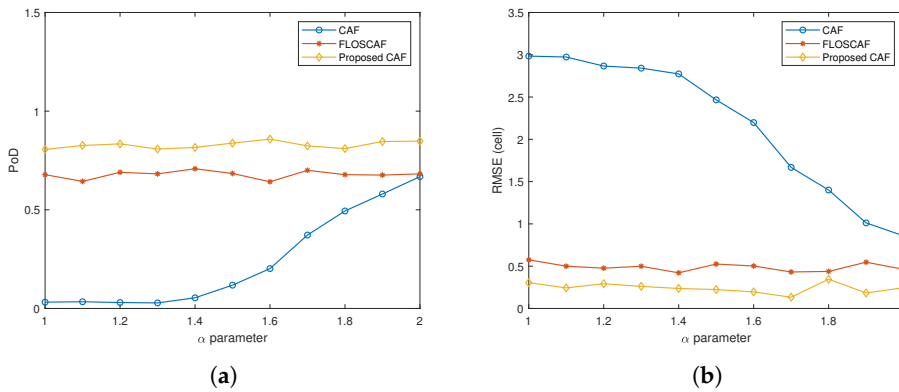 1.5
1
0.5
0
PoD
CAF
FLOSCAF
Proposed CAF
1 1.2 1.4 1.6 1.8 2
α parameter
(a)
3.5
3
2.5
2
1.5
1
0.5
0
RMSE (cell)
CAF
FLOSCAF
Proposed CAF
1 1.2 1.4 1.6 1.8
α parameter
(b)